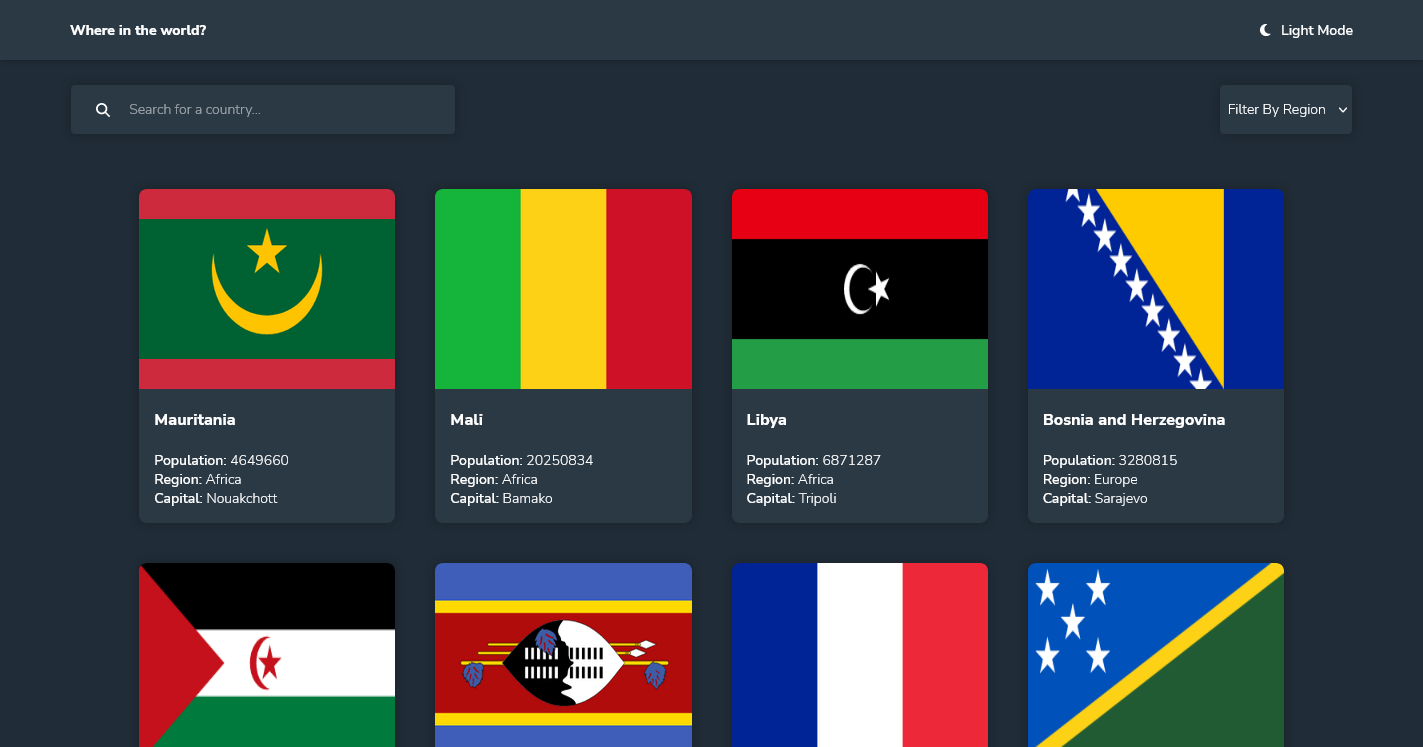 Where in the world?
Light Mode
Search for a country...
Filter By Region
Mauritania
Population: 4649660
Region: Africa
Capital: Nouakchott
Mali
Population: 20250834
Region: Africa
Capital: Bamako
Libya
Population: 6871287
Region: Africa
Capital: Tripoli
Bosnia and Herzegovina
Population: 3280815
Region: Europe
Capital: Sarajevo